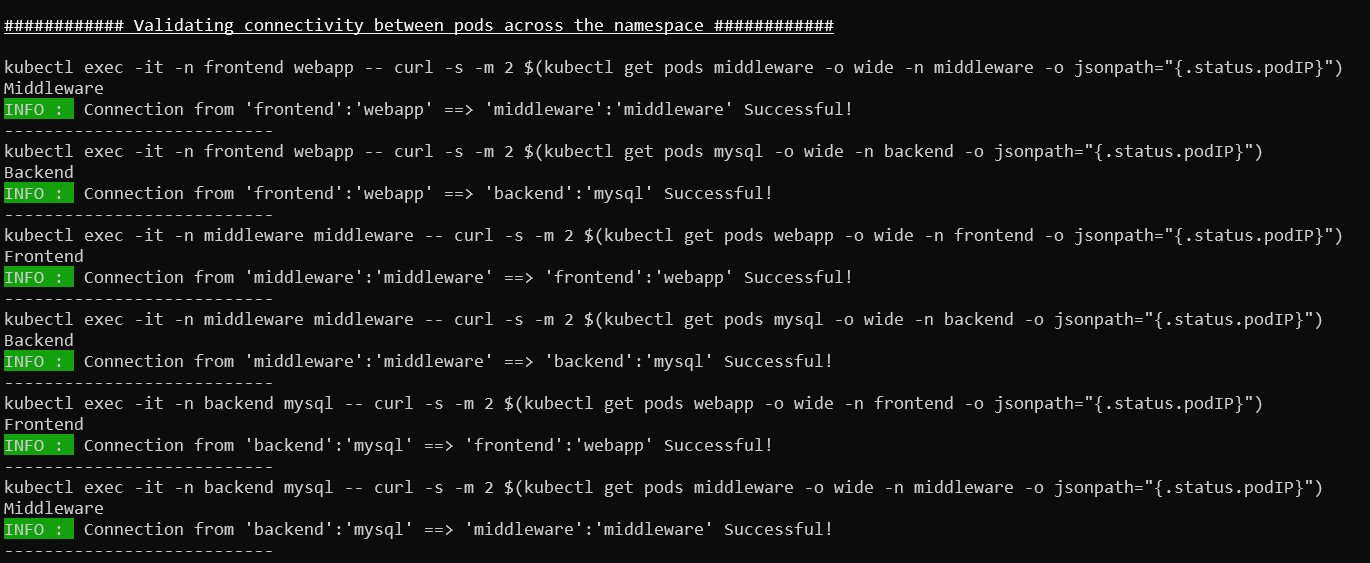 ############ Validating connectivity between pods across the namespace ############
kubectl exec -it -n frontend webapp -- curl -s -m 2 $(kubectl get pods middleware -o wide -n middleware -o jsonpath="{.status.podIP}")
Middleware
INFO : Connection from 'frontend':'webapp' ==> 'middleware':'middleware' Successful!
---------------------------
kubectl exec -it -n frontend webapp -- curl -s -m 2 $(kubectl get pods mysql -o wide -n backend -o jsonpath="{.status.podIP}")
Backend
INFO : Connection from 'frontend':'webapp' ==> 'backend':'mysql' Successful!
---------------------------
kubectl exec -it -n middleware middleware -- curl -s -m 2 $(kubectl get pods webapp -o wide -n frontend -o jsonpath="{.status.podIP}")
Frontend
INFO : Connection from 'middleware':'middleware' ==> 'frontend':'webapp' Successful!
---------------------------
kubectl exec -it -n middleware middleware -- curl -s -m 2 $(kubectl get pods mysql -o wide -n backend -o jsonpath="{.status.podIP}")
Backend
INFO : Connection from 'middleware':'middleware' ==> 'backend':'mysql' Successful!
---------------------------
kubectl exec -it -n backend mysql -- curl -s -m 2 $(kubectl get pods webapp -o wide -n frontend -o jsonpath="{.status.podIP}")
Frontend
INFO : Connection from 'backend':'mysql' ==> 'frontend':'webapp' Successful!
---------------------------
kubectl exec -it -n backend mysql -- curl -s -m 2 $(kubectl get pods middleware -o wide -n middleware -o jsonpath="{.status.podIP}")
Middleware
INFO : Connection from 'backend':'mysql' ==> 'middleware':'middleware' Successful!
---------------------------